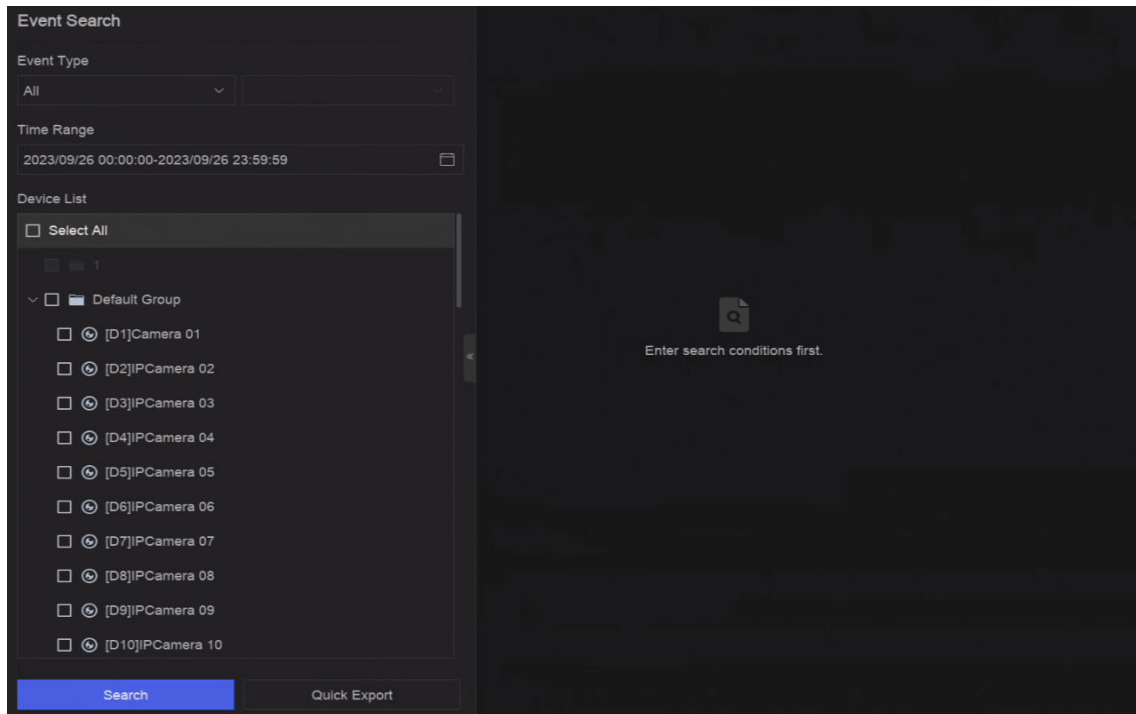 Event Search
Event Type
All
Time Range
2023/09/26 00:00:00-2023/09/26 23:59:59
Device List
Select All
1
Default Group
[D1]Camera 01
[D2]IPCamera 02
[D3]IPCamera 03
[D4]IPCamera 04
[D5]IPCamera 05
[D6]IPCamera 06
[D7]IPCamera 07
[D8]IPCamera 08
[D9]IPCamera 09
[D10]IPCamera 10
Search Quick Export
Enter search conditions first.